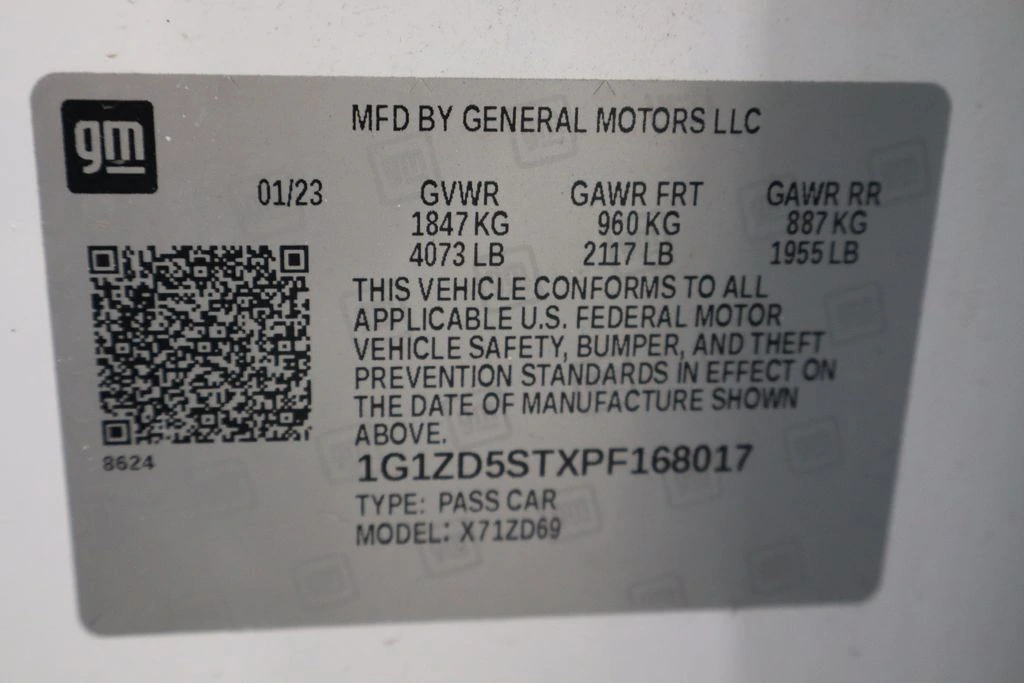 gm
MFD BY GENERAL MOTORS LLC
01/23 GVWR GAWR FRT GAWR RR
1847 KG 960 KG 887 KG
4073 LB 2117 LB 1955 LB
THIS VEHICLE CONFORMS TO ALL
APPLICABLE U.S. FEDERAL MOTOR
VEHICLE SAFETY, BUMPER, AND THEFT
PREVENTION STANDARDS IN EFFECT ON
THE DATE OF MANUFACTURE SHOWN
ABOVE.
8624
1G1ZD5STXPF168017
TYPE: PASS CAR
MODEL: X71ZD69